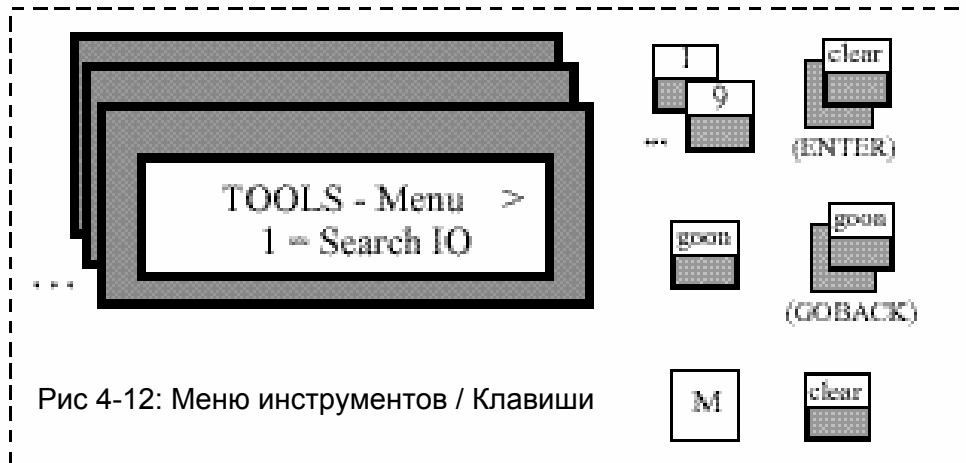 TOOLS - Menu >
1 = Search IO
...
1
9
...
clear
(ENTER)
goon
goon
(GOBACK)
M
clear
Рис 4-12: Меню инструментов / Клавиши